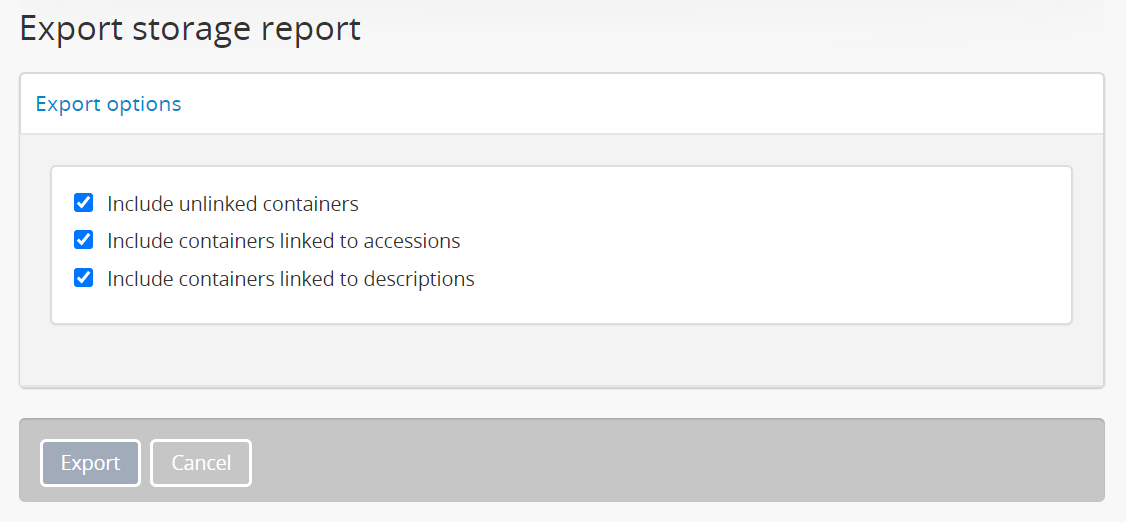 Export storage report
Export options
Include unlinked containers
Include containers linked to accessions
Include containers linked to descriptions
Export
Cancel